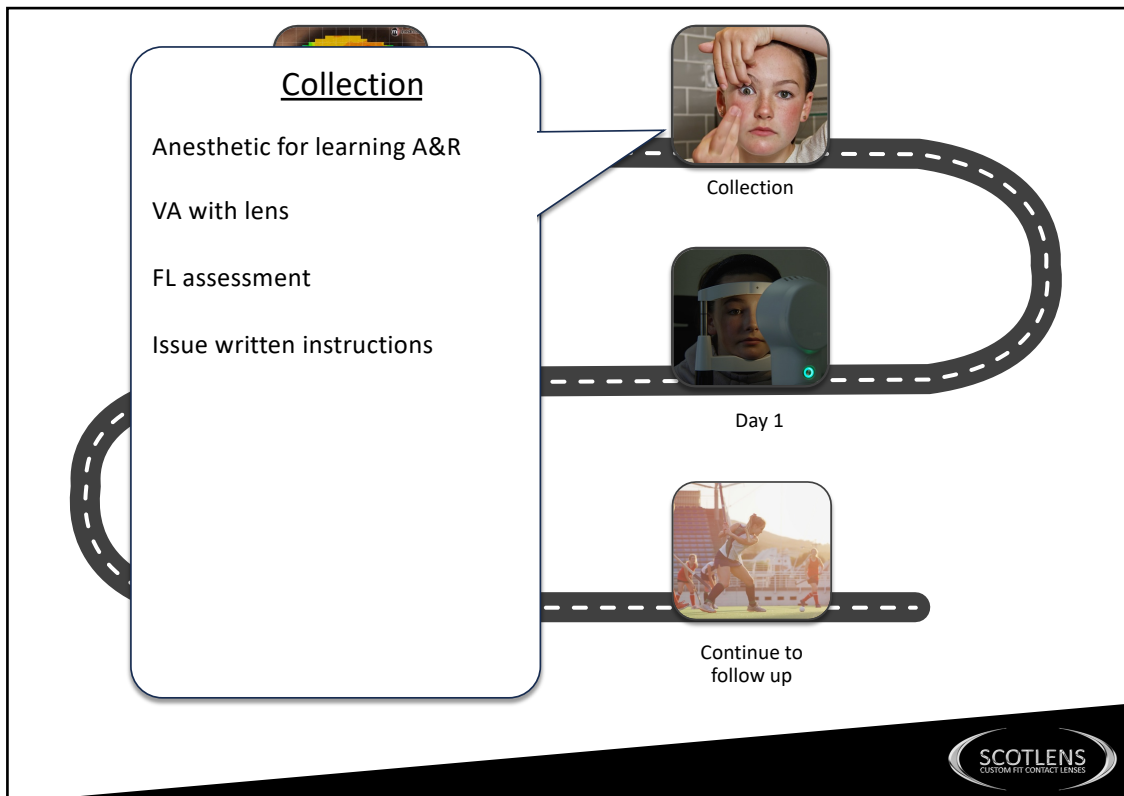 Collection
Anesthetic for learning A&R
VA with lens
FL assessment
Issue written instructions
Collection
Day 1
Continue to
follow up
SCOTLENS
CUSTOM FIT CONTACT LENSES